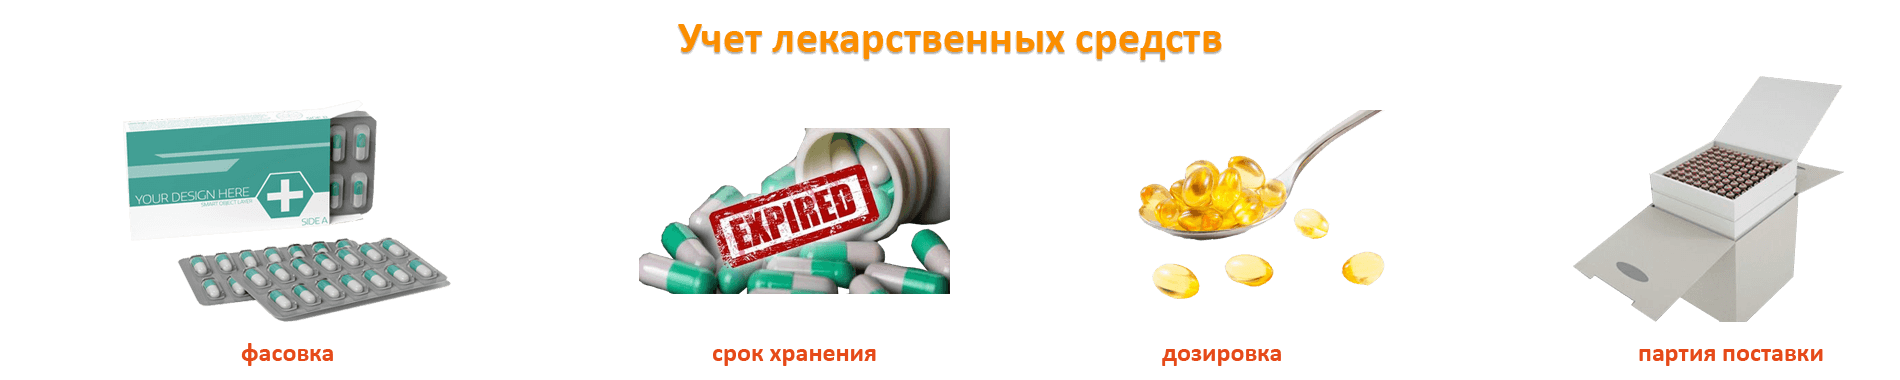 Учет лекарственных средств
YOUR DESIGN HERE
SMART OBJECT LAYER
SIDE A
EXPIRED
фасовка
срок хранения
дозировка
партия поставки